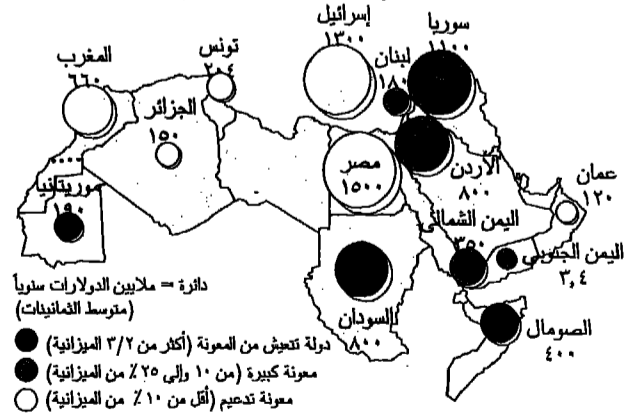 إسرائيل
١٣٠٠
سوريا
١١٠٠
لبنان
١٨٠
تونس
٢٠٤
المغرب
٦٦٠
الجزائر
١٥٠
موريتانيا
١٩٠
مصر
١٥٠٠
الأردن
٨٠٠
عمان
١٢٠
اليمن الشمالي
٣٥٠
اليمن الجنوبي
٣,٤
السودان
٨٠٠
الصومال
٤٠٠
دائرة = ملايين الدولارات سنوياً
(متوسط الثمانينات)
دولة تتعيش من المعونة (أكثر من ٣/٢ الميزانية)
معونة كبيرة (من ١٠ وإلى ٢٥ ٪ من الميزانية)
معونة تدعيم (أقل من ١٠ ٪ من الميزانية)